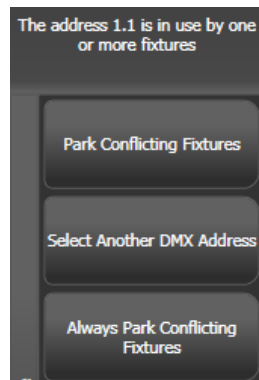 The address 1.1 is in use by one
or more fixtures
Park Conflicting Fixtures
Select Another DMX Address
Always Park Conflicting
Fixtures